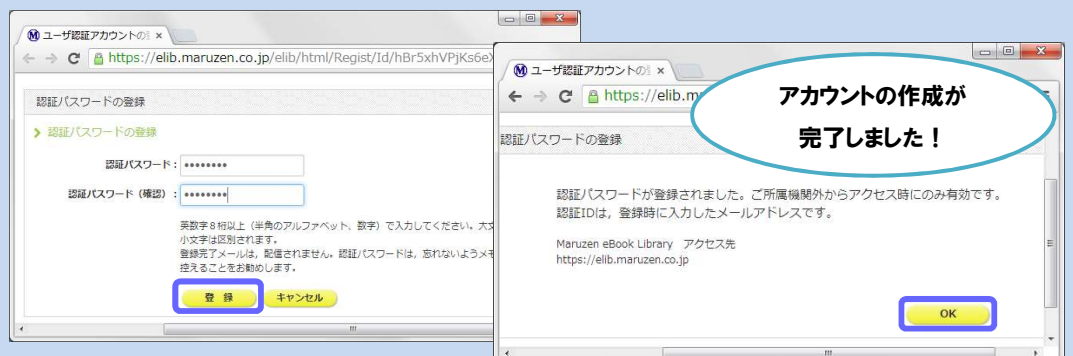 ユーザ認証アカウントの
https://elib.maruzen.co.jp/elib/html/Regist/Id/hBr5xhVPjKs6e
認証パスワードの登録
認証パスワードの登録
認証パスワード：
認証パスワード（確認）：
英数字８桁以上（半角のアルファベット、数字）で入力してください。大文
小文字は区別されます。
登録完了メールは，配信されません。認証パスワードは，忘れないようメモ
控えることをお勧めします。
登 録
キャンセル
ユーザ認証アカウントの
https://elib.m
アカウントの作成が
完了しました！
認証パスワードの登録
認証パスワードが登録されました。ご所属機関外からアクセス時にのみ有効です。
認証IDは，登録時に入力したメールアドレスです。
Maruzen eBook Library　アクセス先
https://elib.maruzen.co.jp
OK